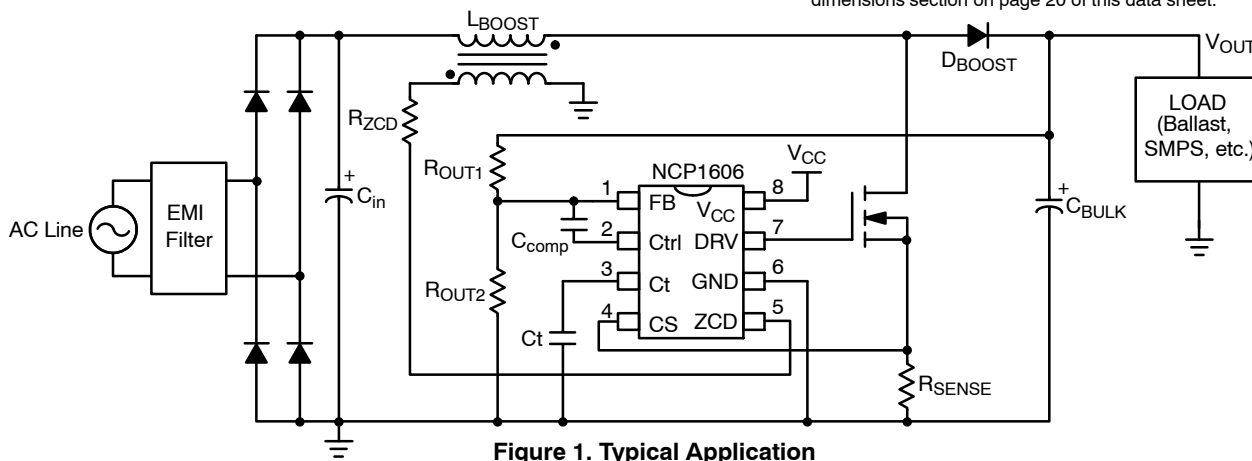 dimensions section on page 20 of this data sheet.
LBOOST
DBOOST
VOUT
LOAD
(Ballast,
SMPS, etc.)
RZCD
VCC
NCP1606
ROUT1
1
FB
8
VCC
+
Cin
+
CBULK
AC Line
EMI
Filter
Ccomp
2
Ctrl
DRV
7
3
Ct
GND
6
ROUT2
4
CS
ZCD
5
Ct
RSENSE
Figure 1. Typical Application